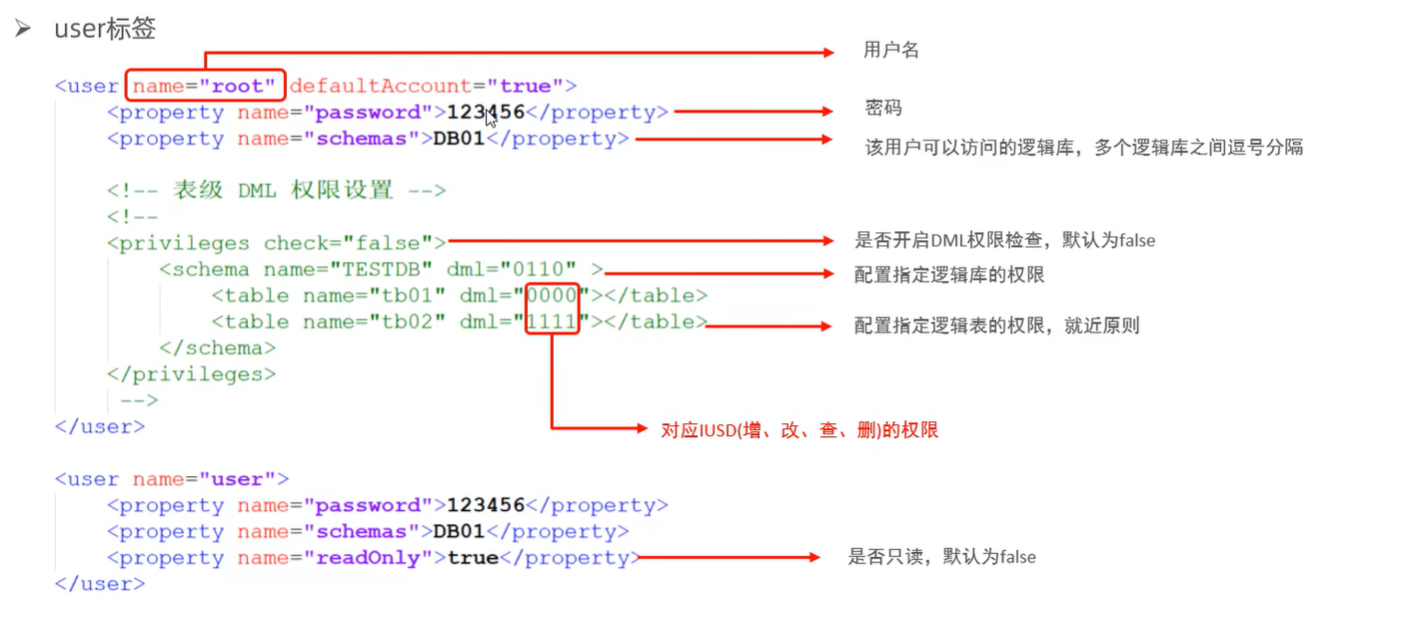 ➢ user标签
用户名
<user name="root" defaultAccount="true">
<property name="password">123456</property>
密码
<property name="schemas">DB01</property>
该用户可以访问的逻辑库，多个逻辑库之间逗号分隔
<!-- 表级 DML 权限设置 -->
<!--
<privileges check="false">
是否开启DML权限检查，默认为false
<schema name="TESTDB" dml="0110" >
配置指定逻辑库的权限
<table name="tb01" dml="0000"></table>
<table name="tb02" dml="1111"></table>
配置指定逻辑表的权限，就近原则
</schema>
</privileges>
-->
</user>
对应IUSD(增、改、查、删)的权限
<user name="user">
<property name="password">123456</property>
<property name="schemas">DB01</property>
<property name="readOnly">true</property>
是否只读，默认为false
</user>